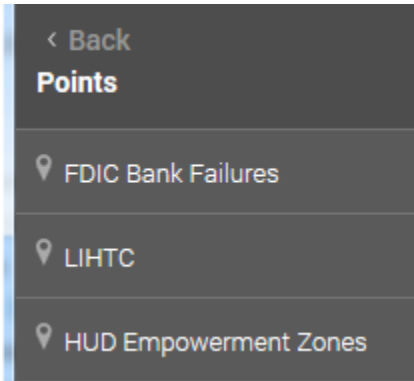 Back
Points
FDIC Bank Failures
LIHTC
HUD Empowerment Zones